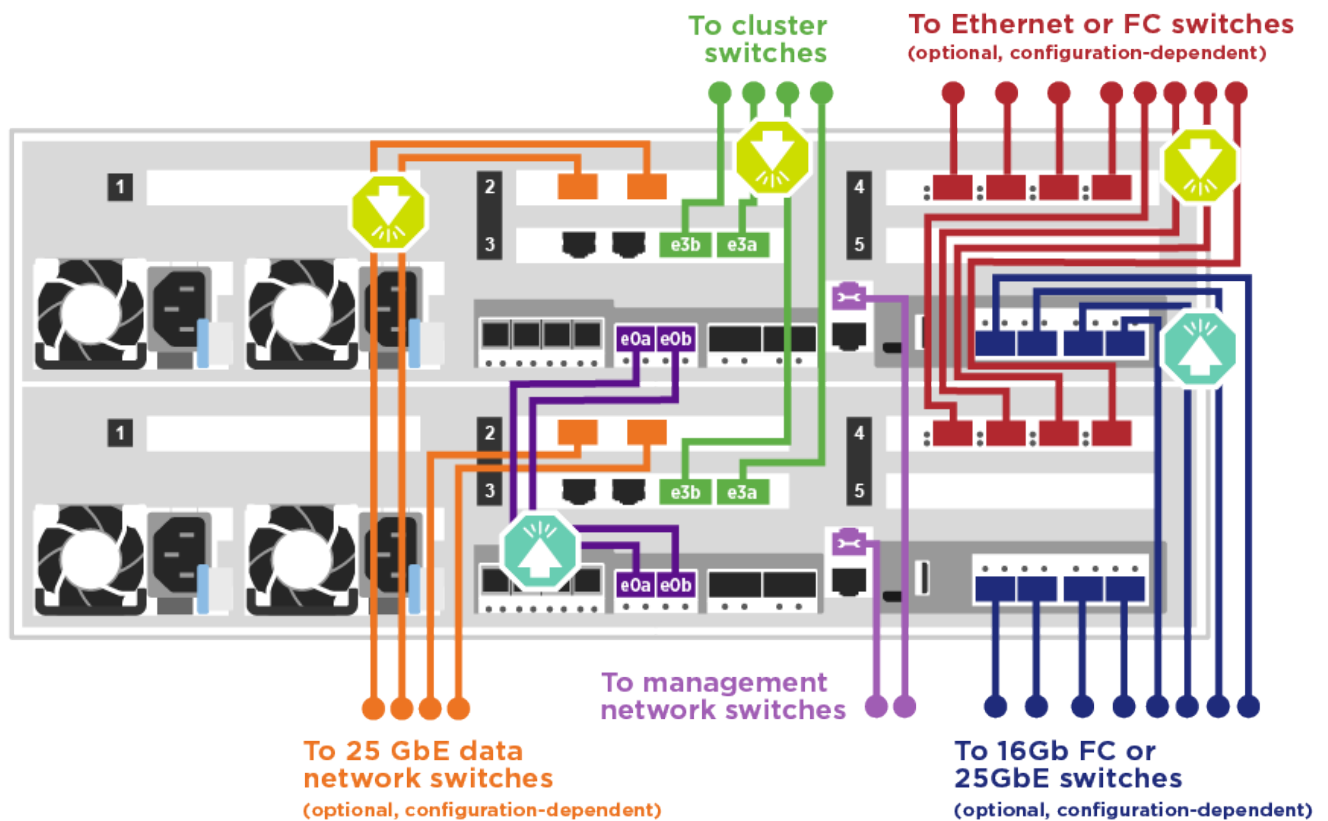 To cluster
switches
To Ethernet or FC switches
(optional, configuration-dependent)
1
2
4
3
e3b
e3a
5
e0a
e0b
1
2
4
3
e3b
e3a
5
e0a
e0b
To management
network switches
To 25 GbE data
network switches
(optional, configuration-dependent)
To 16Gb FC or
25GbE switches
(optional, configuration-dependent)